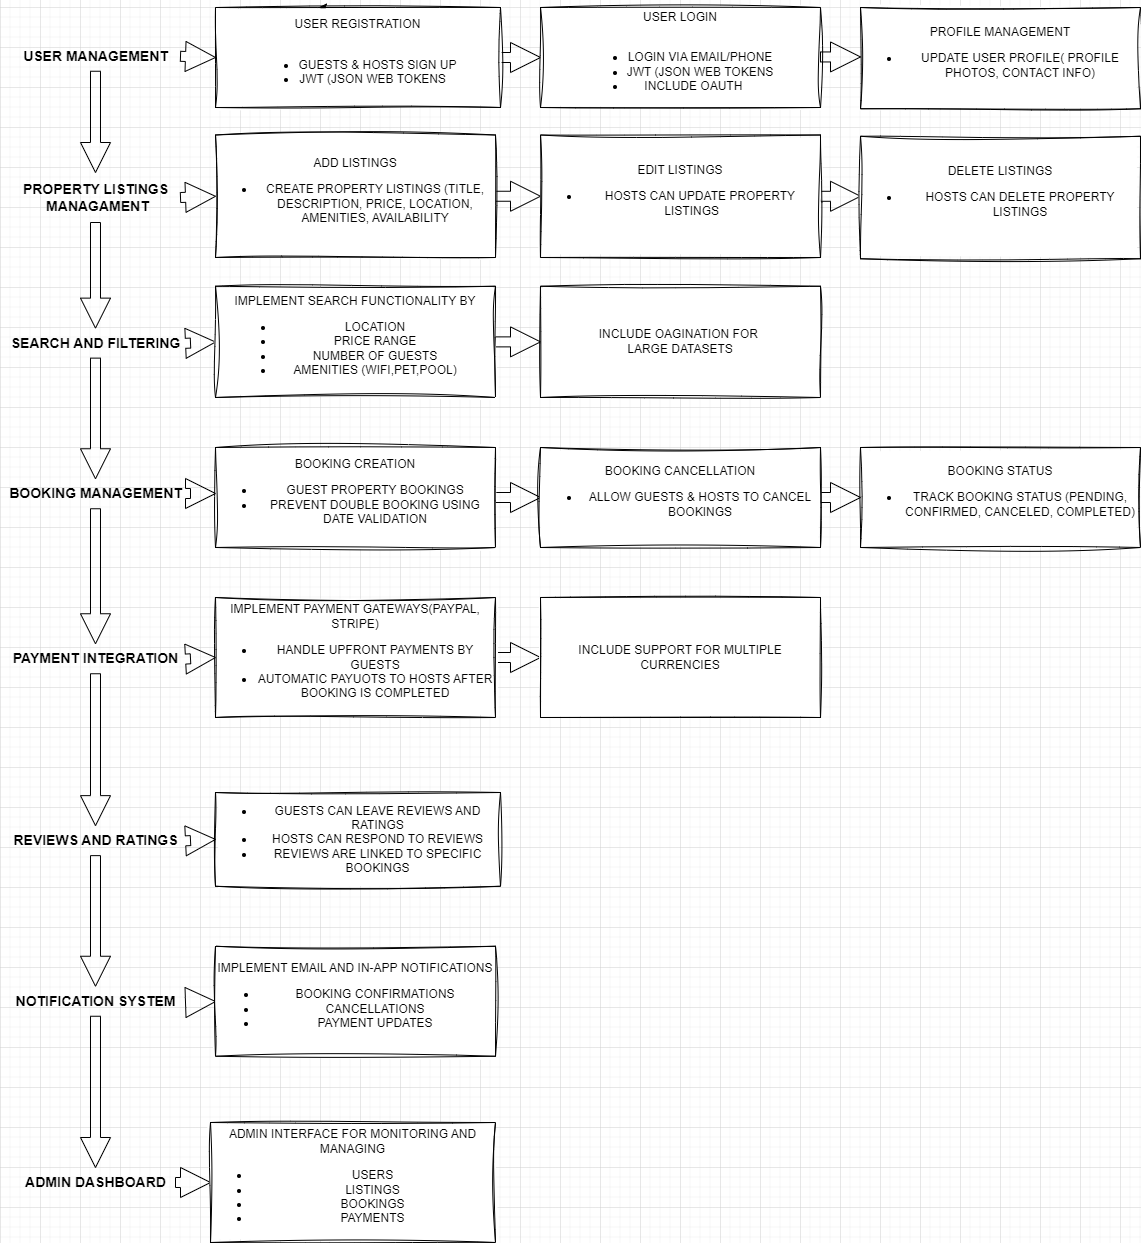 USER MANAGEMENT
USER REGISTRATION
GUESTS & HOSTS SIGN UP
JWT (JSON WEB TOKENS
USER LOGIN
LOGIN VIA EMAIL/PHONE
JWT (JSON WEB TOKENS
INCLUDE OAUTH
PROFILE MANAGEMENT
UPDATE USER PROFILE( PROFILE
PHOTOS, CONTACT INFO)
PROPERTY LISTINGS
MANAGAMENT
ADD LISTINGS
CREATE PROPERTY LISTINGS (TITLE,
DESCRIPTION, PRICE, LOCATION,
AMENITIES, AVAILABILITY
EDIT LISTINGS
HOSTS CAN UPDATE PROPERTY
LISTINGS
DELETE LISTINGS
HOSTS CAN DELETE PROPERTY
LISTINGS
SEARCH AND FILTERING
IMPLEMENT SEARCH FUNCTIONALITY BY
LOCATION
PRICE RANGE
NUMBER OF GUESTS
AMENITIES (WIFI,PET,POOL)
INCLUDE OAGINATION FOR
LARGE DATASETS
BOOKING MANAGEMENT
BOOKING CREATION
GUEST PROPERTY BOOKINGS
PREVENT DOUBLE BOOKING USING
DATE VALIDATION
BOOKING CANCELLATION
ALLOW GUESTS & HOSTS TO CANCEL
BOOKINGS
BOOKING STATUS
TRACK BOOKING STATUS (PENDING,
CONFIRMED, CANCELED, COMPLETED)
PAYMENT INTEGRATION
IMPLEMENT PAYMENT GATEWAYS(PAYPAL,
STRIPE)
HANDLE UPFRONT PAYMENTS BY
GUESTS
AUTOMATIC PAYUOTS TO HOSTS AFTER
BOOKING IS COMPLETED
INCLUDE SUPPORT FOR MULTIPLE
CURRENCIES
REVIEWS AND RATINGS
GUESTS CAN LEAVE REVIEWS AND
RATINGS
HOSTS CAN RESPOND TO REVIEWS
REVIEWS ARE LINKED TO SPECIFIC
BOOKINGS
NOTIFICATION SYSTEM
IMPLEMENT EMAIL AND IN-APP NOTIFICATIONS
BOOKING CONFIRMATIONS
CANCELLATIONS
PAYMENT UPDATES
ADMIN DASHBOARD
ADMIN INTERFACE FOR MONITORING AND
MANAGING
USERS
LISTINGS
BOOKINGS
PAYMENTS